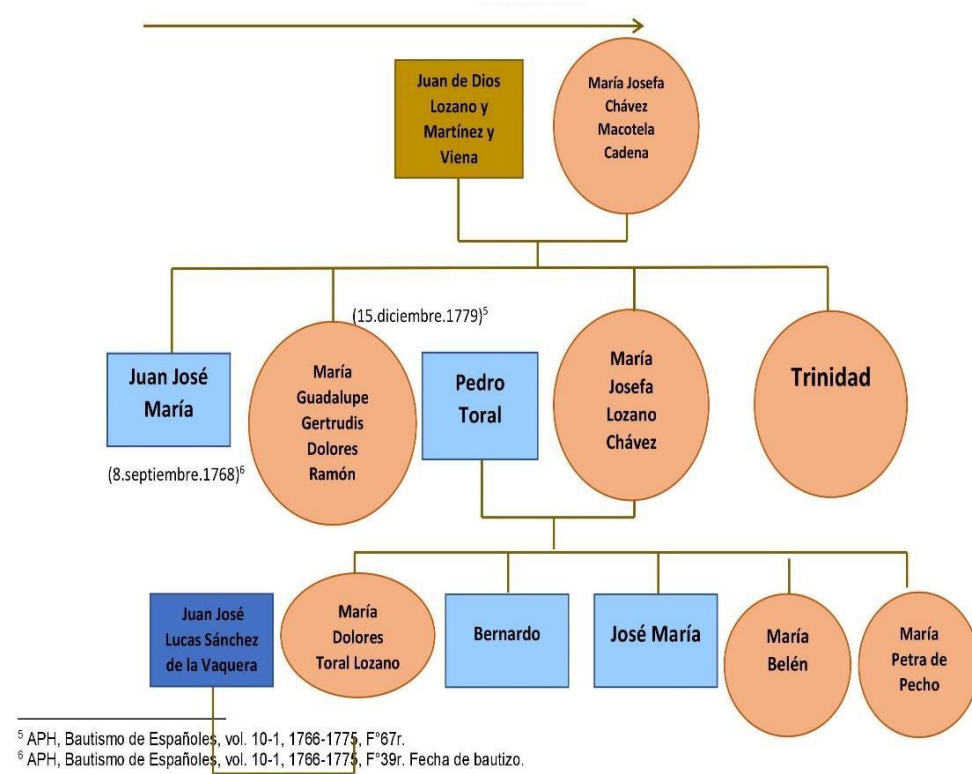 Juan de Dios
Lozano y
Martínez y
Viena
María Josefa
Chávez
Macotela
Cadena
(15.diciembre.1779)⁵
Juan José
María
(8.septiembre.1768)⁶
María
Guadalupe
Gertrudis
Dolores
Ramón
Pedro
Toral
María
Josefa
Lozano
Chávez
Trinidad
Juan José
Lucas Sánchez
de la Vaquera
María
Dolores
Toral Lozano
Bernardo
José María
María
Belén
María
Petra de
Pecho
⁵ APH, Bautismo de Españoles, vol. 10-1, 1766-1775, F°67r.
⁶ APH, Bautismo de Españoles, vol. 10-1, 1766-1775, F°39r. Fecha de bautizo.